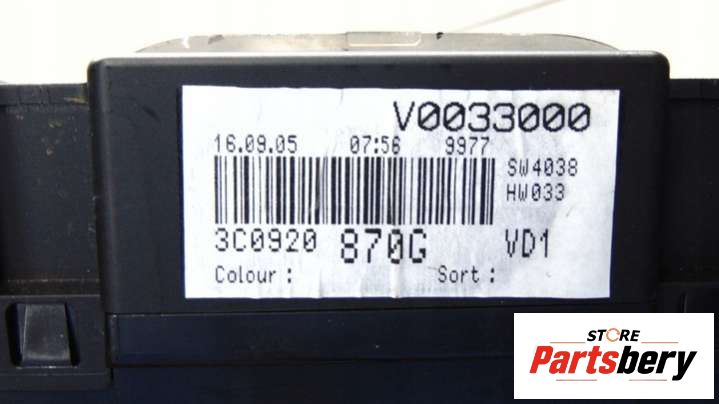 V0033000
16.09.05 07:56 9977
SW4038
HW033
3C0920 870G VD1
Colour : Sort :
STORE
Partsbery